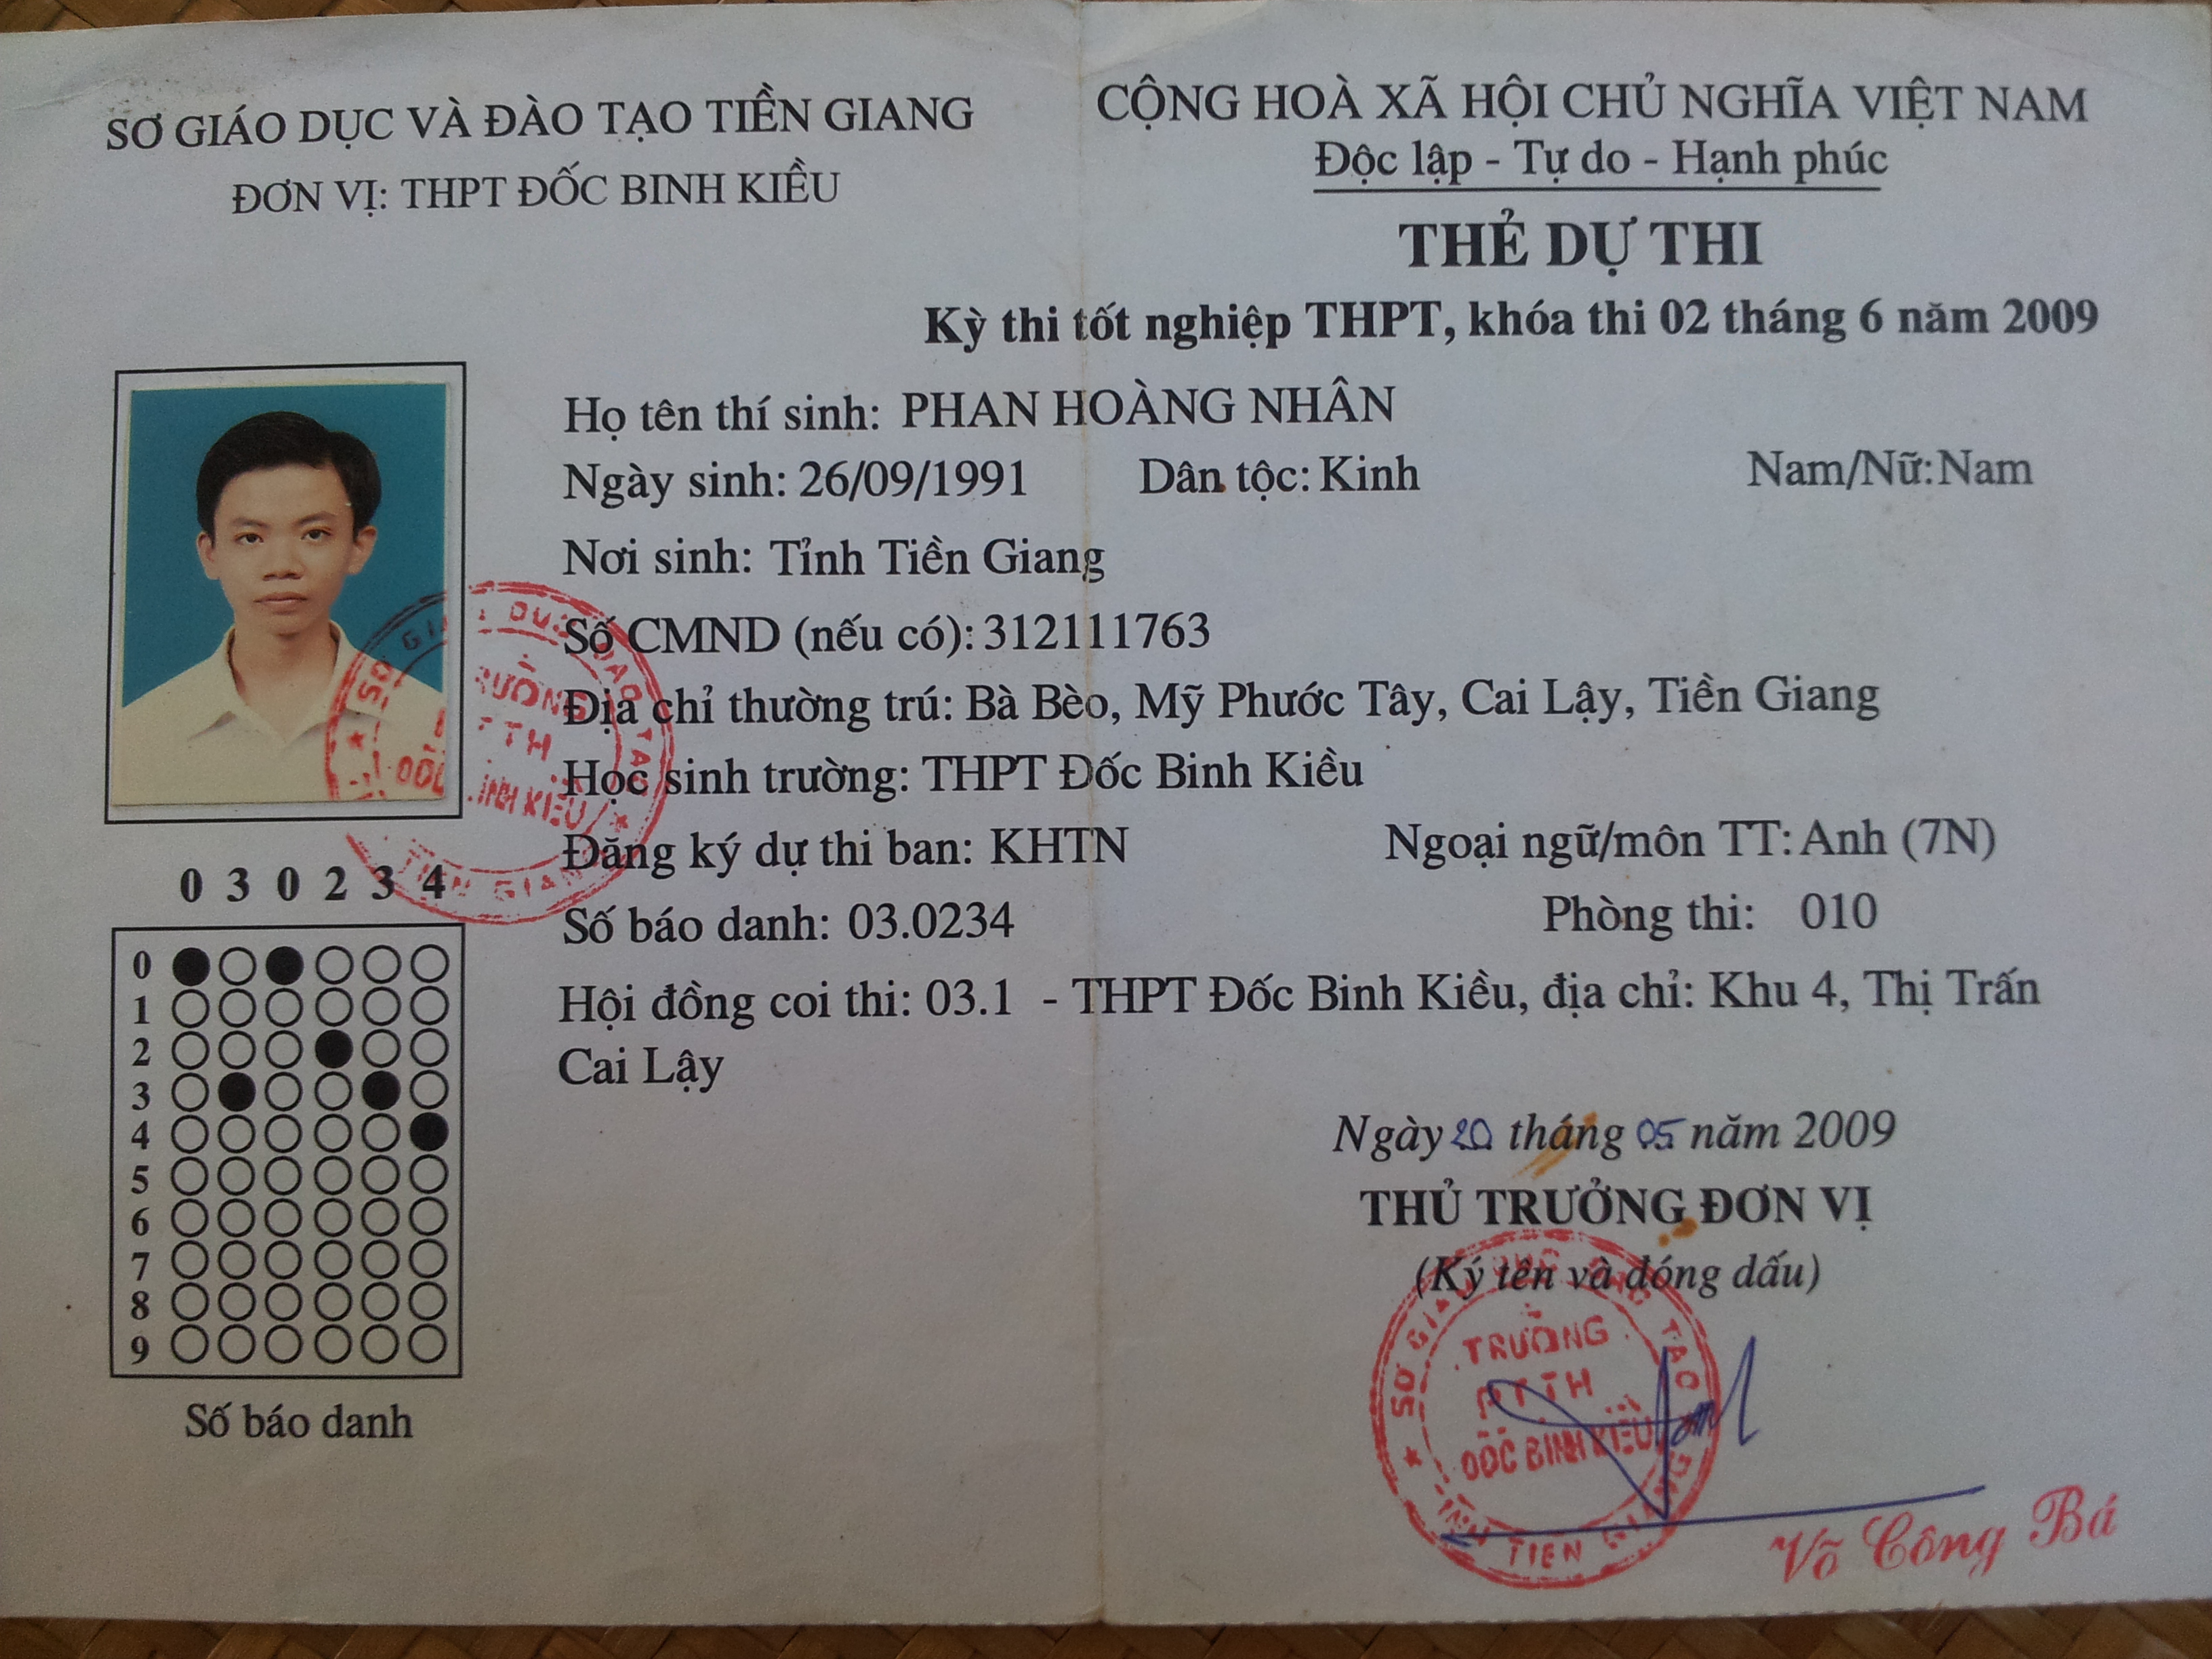 SỞ GIÁO DỤC VÀ ĐÀO TẠO TIỀN GIANG
ĐƠN VỊ: THPT ĐỐC BINH KIỀU
CỘNG HOÀ XÃ HỘI CHỦ NGHĨA VIỆT NAM
Độc lập - Tự do - Hạnh phúc
THẺ DỰ THI
Kỳ thi tốt nghiệp THPT, khóa thi 02 tháng 6 năm 2009
Họ tên thí sinh: PHAN HOÀNG NHÂN
Ngày sinh: 26/09/1991 Dân tộc: Kinh Nam/Nữ:Nam
Nơi sinh: Tỉnh Tiền Giang
Số CMND (nếu có):312111763
Địa chỉ thường trú: Bà Bèo, Mỹ Phước Tây, Cai Lậy, Tiền Giang
Học sinh trường: THPT Đốc Binh Kiều
Đăng ký dự thi ban: KHTN Ngoại ngữ/môn TT: Anh (7N)
Số báo danh: 03.0234 Phòng thi: 010
Hội đồng coi thi: 03.1 - THPT Đốc Binh Kiều, địa chỉ: Khu 4, Thị Trấn
Cai Lậy
0 3 0 2 3 4
0
1
2
3
4
5
6
7
8
9
Số báo danh
Ngày 20 tháng 05 năm 2009
THỦ TRƯỞNG ĐƠN VỊ
(Ký tên và đóng dấu)
TRƯỜNG
PTTH
ĐỐC BINH KIỀU
Võ Công Bá